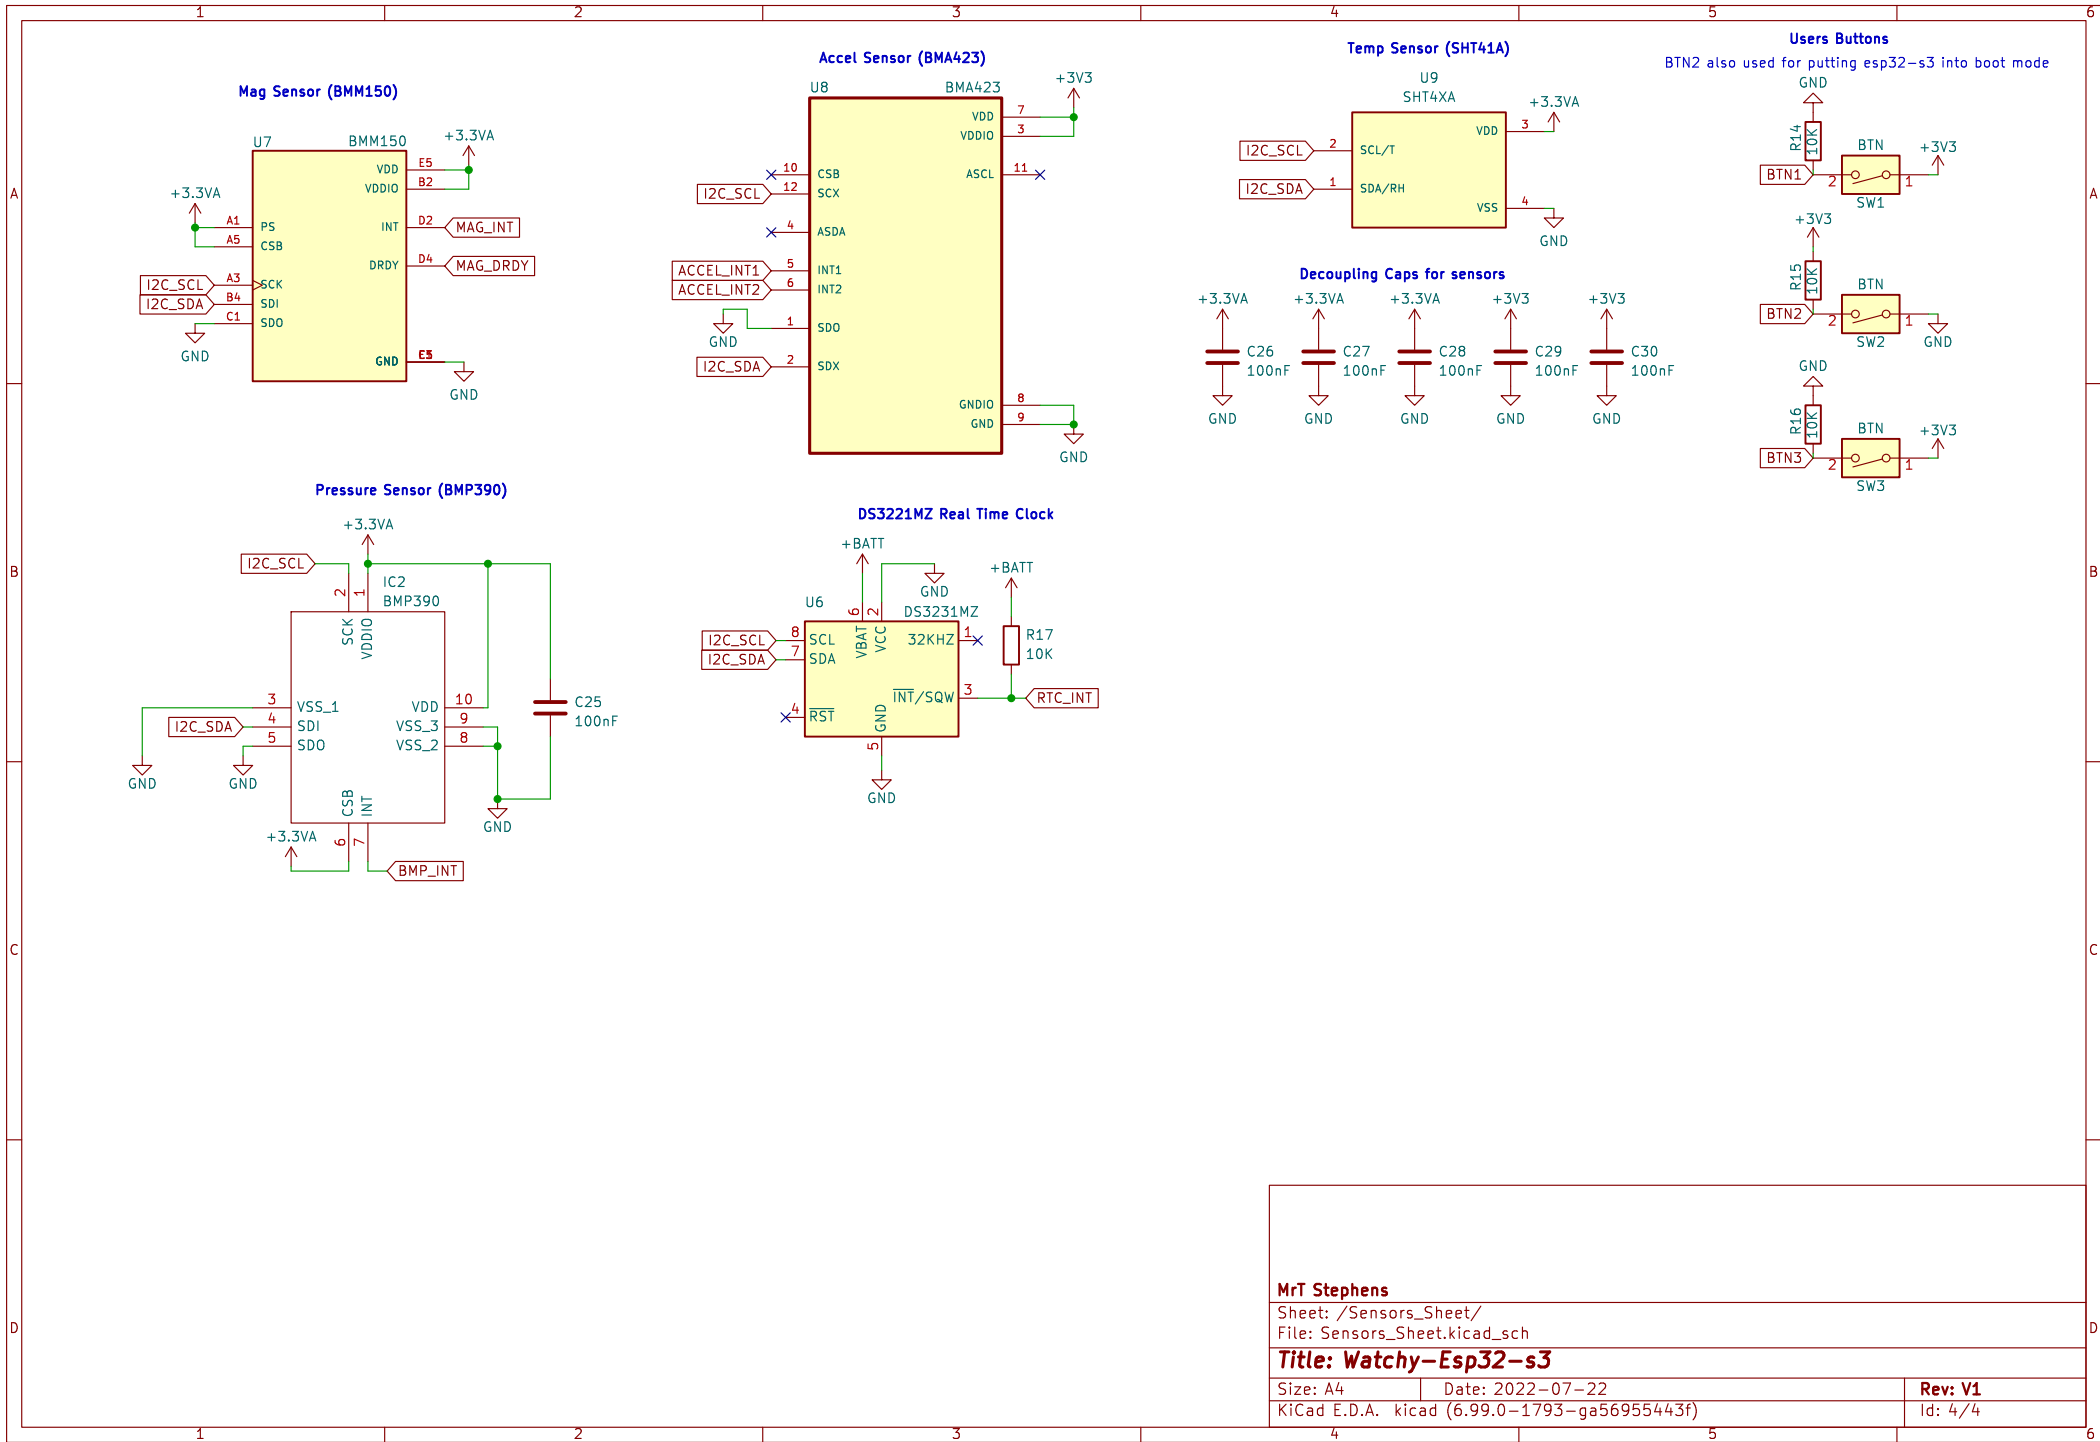 1 2 3 4 5 6
A
B
C
D
Mag Sensor (BMM150)
U7
BMM150
+3.3VA
+3.3VA
A1 PS
A5 CSB
I2C_SCL A3 SCK
I2C_SDA B4 SDI
C1 SDO
GND
VDD E5
VDDIO B2
INT D2 MAG_INT
DRDY D4 MAG_DRDY
GND
GND
Accel Sensor (BMA423)
U8
BMA423
+3V3
10 CSB
I2C_SCL 12 SCX
4 ASDA
ACCEL_INT1 5 INT1
ACCEL_INT2 6 INT2
1 SDO
GND
I2C_SDA 2 SDX
VDD 7
VDDIO 3
ASCL 11
GNDIO 8
GND 9
GND
Temp Sensor (SHT41A)
U9
SHT4XA
+3.3VA
I2C_SCL 2 SCL/T
I2C_SDA 1 SDA/RH
VDD 3
VSS 4
GND
Decoupling Caps for sensors
+3.3VA +3.3VA +3.3VA +3V3 +3V3
C26 C27 C28 C29 C30
100nF 100nF 100nF 100nF 100nF
GND GND GND GND GND
Users Buttons
BTN2 also used for putting esp32-s3 into boot mode
GND
R14
10K
BTN1
BTN
2 1
SW1
+3V3
+3V3
R15
10K
BTN2
BTN
2 1
SW2
GND
GND
R16
10K
BTN3
BTN
2 1
SW3
+3V3
Pressure Sensor (BMP390)
+3.3VA
I2C_SCL
IC2
BMP390
2 SCK
1 VDDIO
3 VSS_1
I2C_SDA 4 SDI
5 SDO
GND
GND
VDD 10
VSS_3 9
VSS_2 8
C25
100nF
GND
CSB 6
INT 7
+3.3VA
BMP_INT
DS3221MZ Real Time Clock
+BATT
GND
+BATT
U6
DS3231MZ
6 VBAT
2 VCC
I2C_SCL 8 SCL
I2C_SDA 7 SDA
4 RST
32KHZ 1
INT/SQW 3
R17
10K
RTC_INT
GND 5
GND
MrT Stephens
Sheet: /Sensors_Sheet/
File: Sensors_Sheet.kicad_sch
Title: Watchy-Esp32-s3
Size: A4 Date: 2022-07-22 Rev: V1
KiCad E.D.A. kicad (6.99.0-1793-ga56955443f) Id: 4/4
A
B
C
D
1 2 3 4 5 6